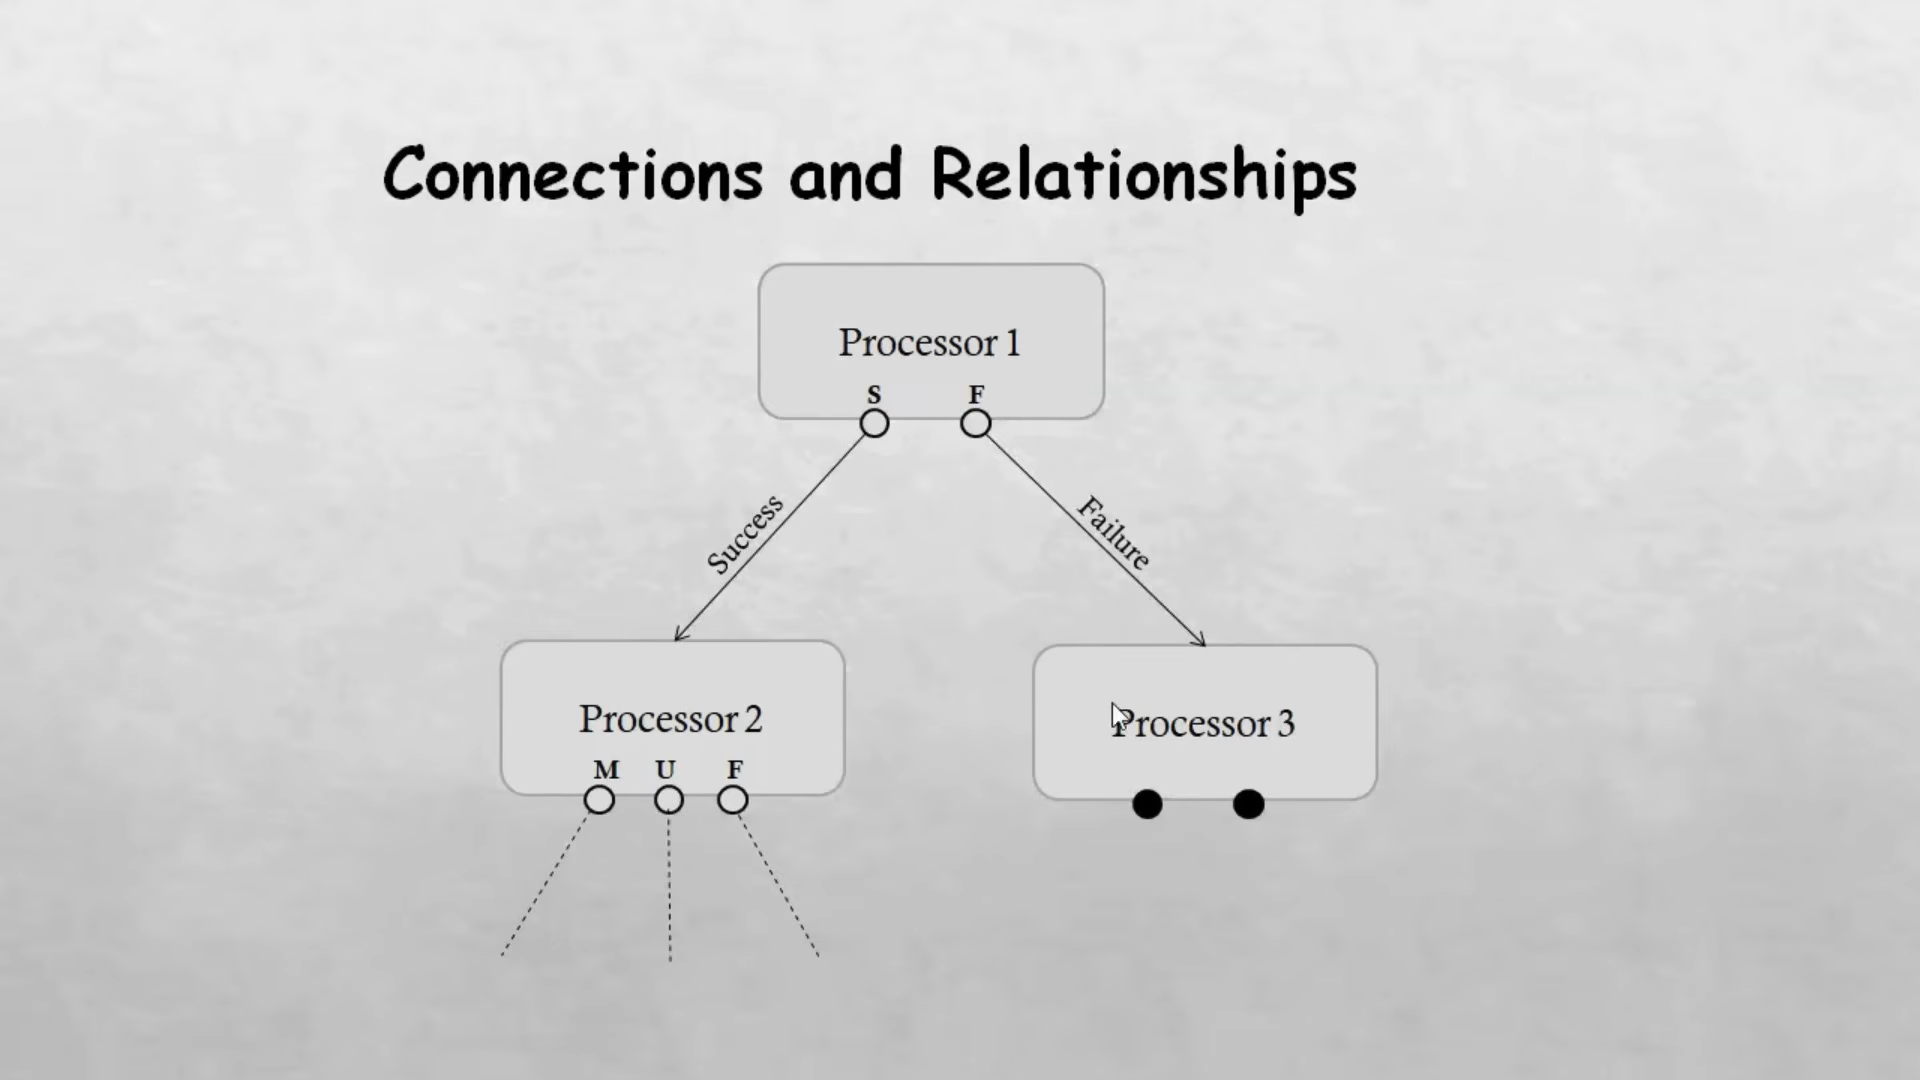 Connections and Relationships
Processor 1
S F
Success
Failure
Processor 2
M U F
Processor 3